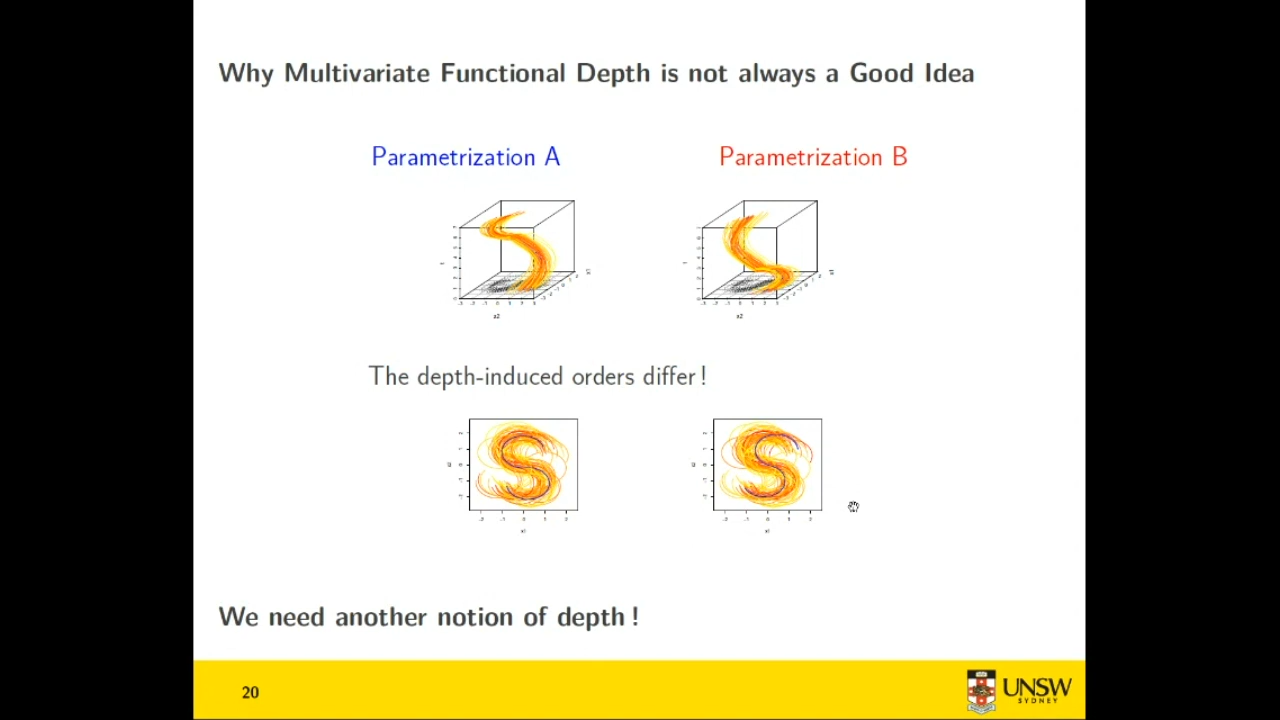 Why Multivariate Functional Depth is not always a Good Idea
Parametrization A
Parametrization B
The depth-induced orders differ !
We need another notion of depth !
20
UNSW
SYDNEY